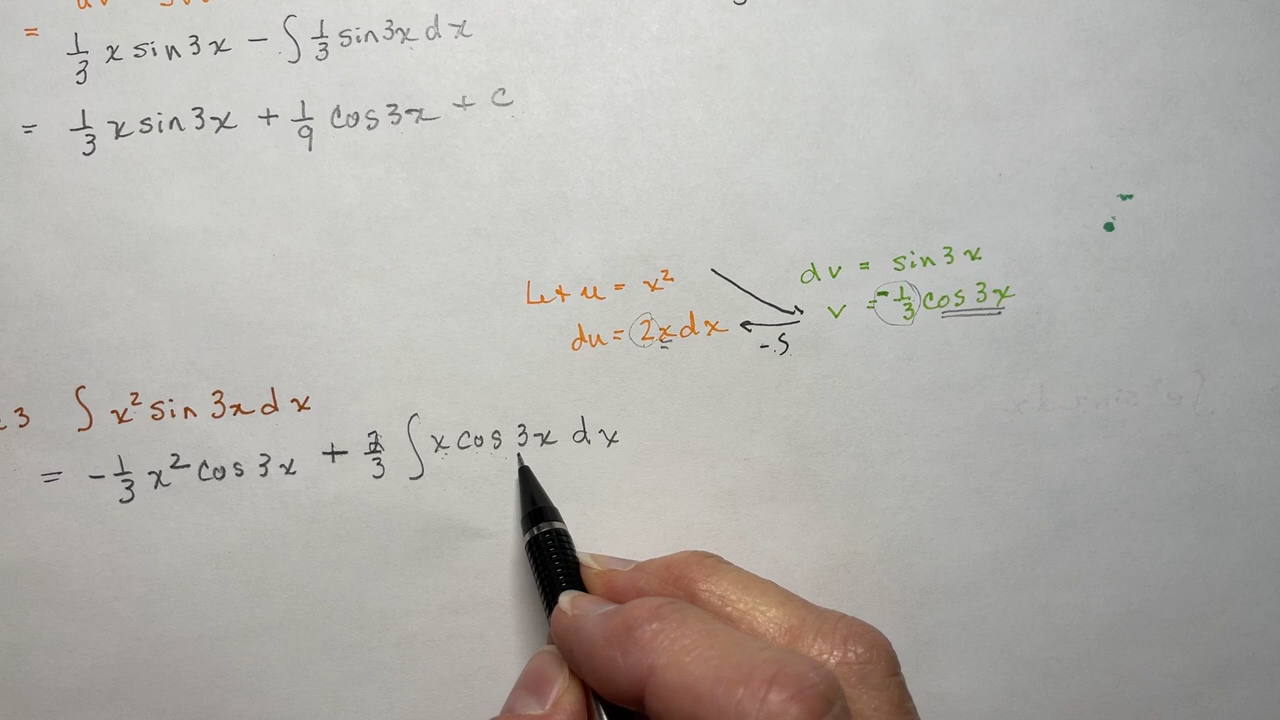 = 1/3 x sin 3x − ∫ 1/3 sin 3x dx
= 1/3 x sin 3x + 1/9 cos 3x + c
Let u = x² dv = sin 3x
du = 2x dx v = -1/3 cos 3x
-∫
3 ∫ x² sin 3x dx
= -1/3 x² cos 3x + 2/3 ∫ x cos 3x dx